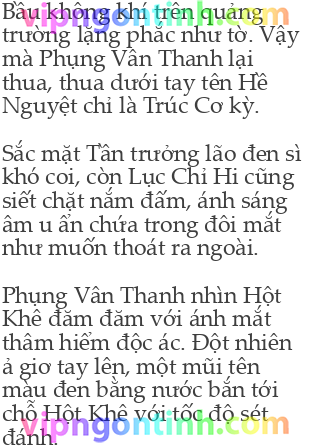 Bầu không khí trên quảng
trường lặng phắc như tờ. Vậy
mà Phụng Vân Thanh lại
thua, thua dưới tay tên Hề
Nguyệt chỉ là Trúc Cơ kỳ.
Sắc mặt Tần trưởng lão đen sì
khó coi, còn Lục Chỉ Hi cũng
siết chặt nắm đấm, ánh sáng
âm u ẩn chứa trong đôi mắt
như muốn thoát ra ngoài.
Phụng Vân Thanh nhìn Hột
Khê đăm đăm với ánh mắt
thâm hiểm độc ác. Đột nhiên
ả giơ tay lên, một mũi tên
màu đen bằng nước bắn tới
chỗ Hột Khê với tốc độ sét
đánh.
vipngontinh.com
vipngontinh.com